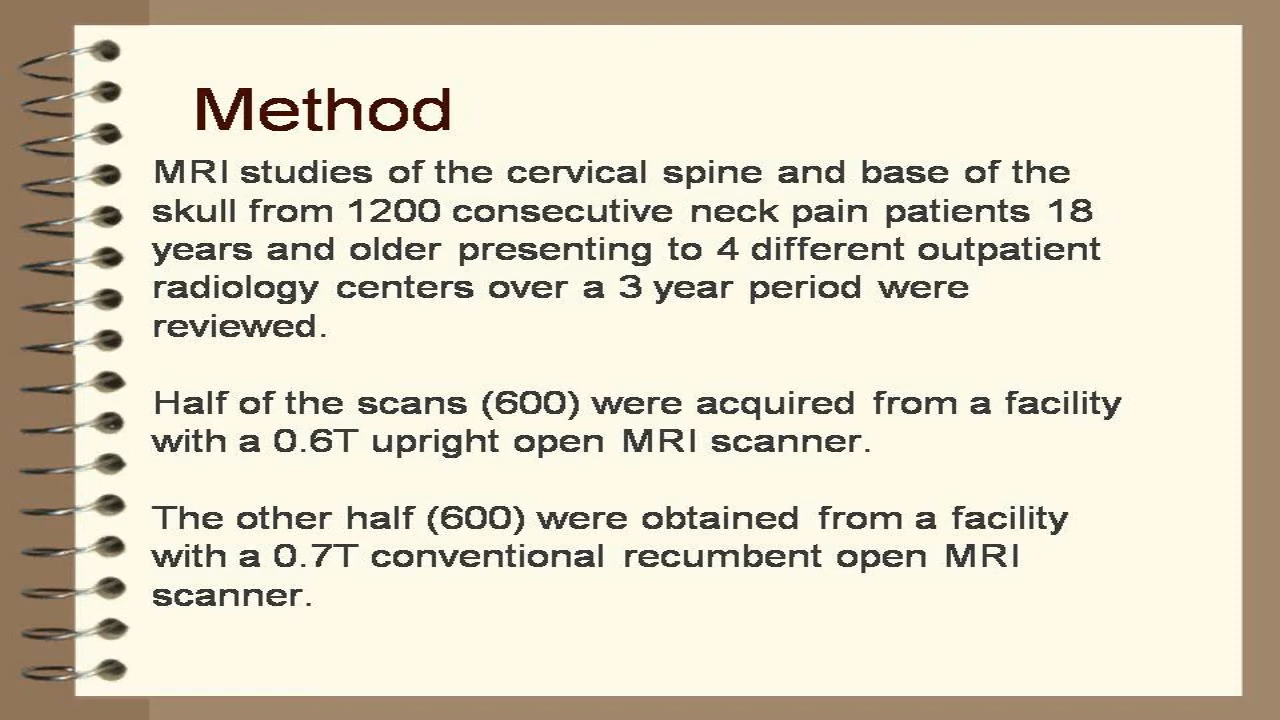 Method
MRI studies of the cervical spine and base of the
skull from 1200 consecutive neck pain patients 18
years and older presenting to 4 different outpatient
radiology centers over a 3 year period were
reviewed.
Half of the scans (600) were acquired from a facility
with a 0.6T upright open MRI scanner.
The other half (600) were obtained from a facility
with a 0.7T conventional recumbent open MRI
scanner.